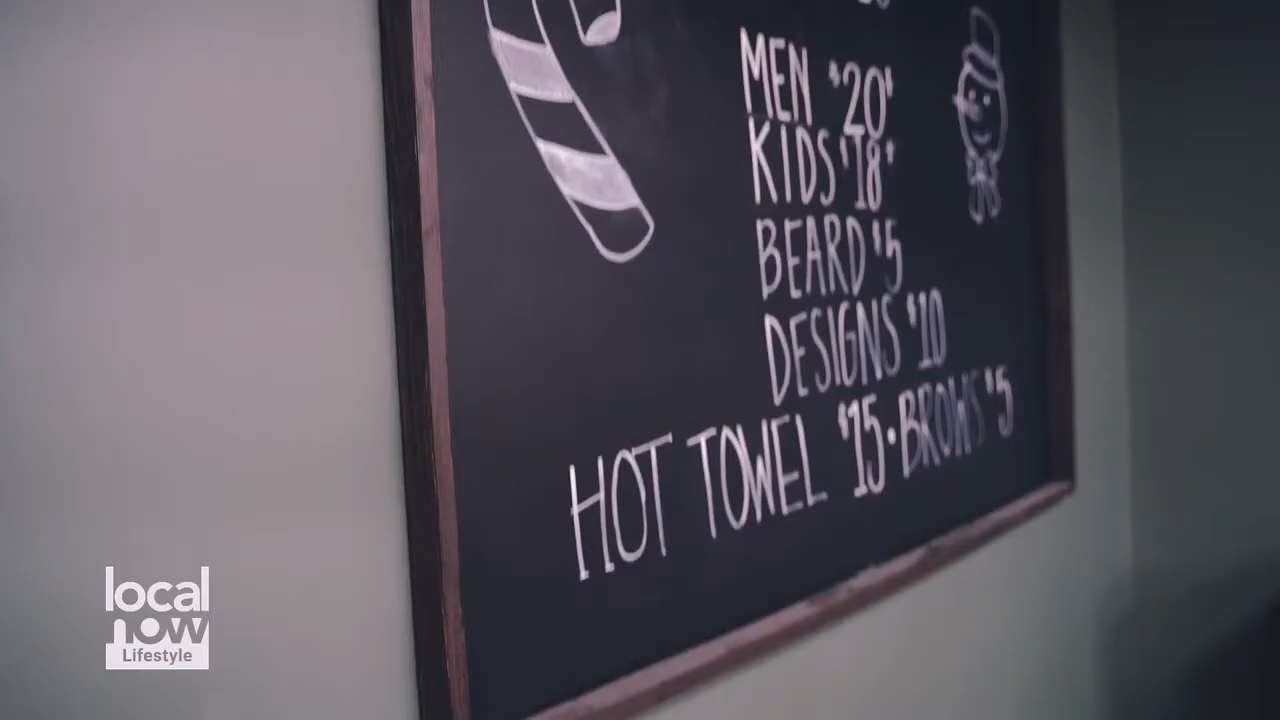 MEN $20
KIDS $18
BEARD $5
DESIGNS $10
HOT TOWEL $15 • BROWS $5
local
now
Lifestyle